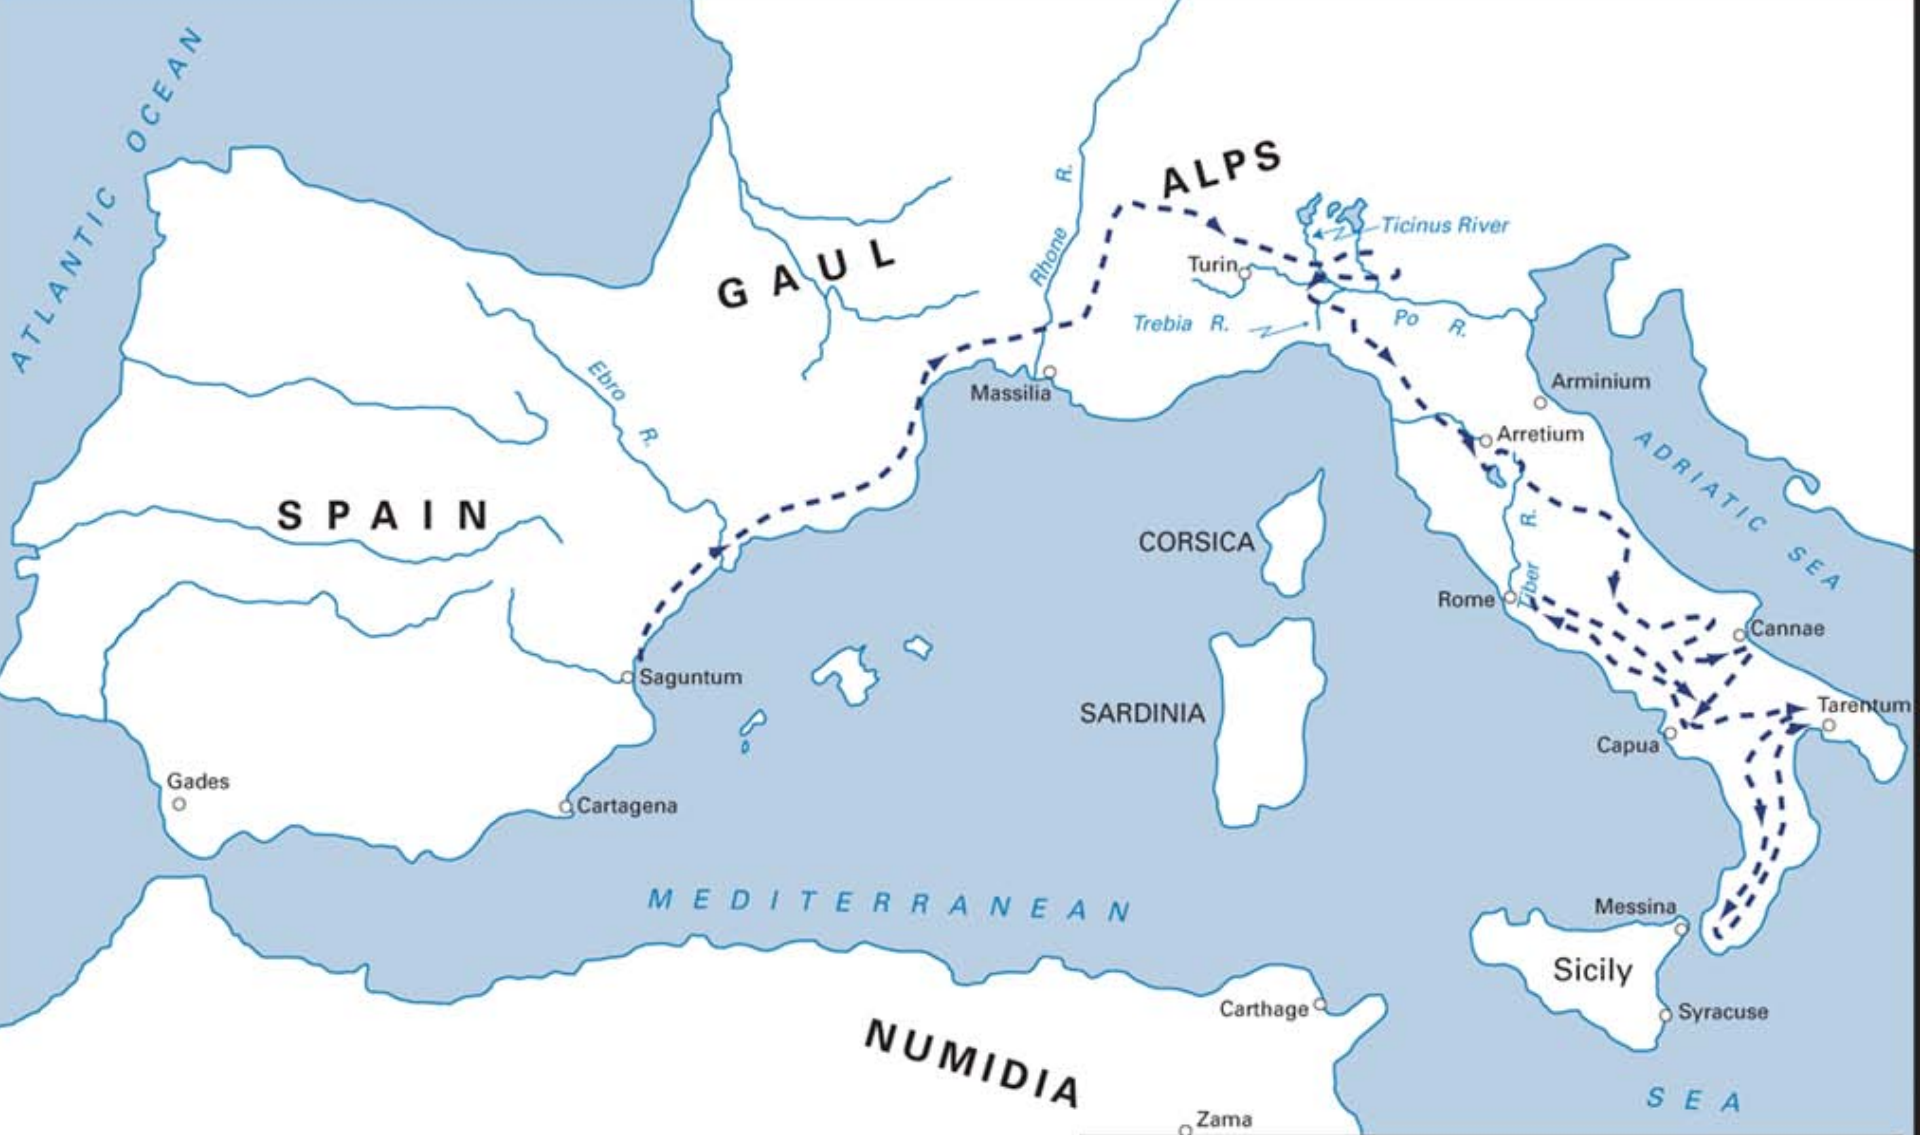 ATLANTIC OCEAN
ALPS
Rhone R.
Ticinus River
GAUL
Turin
Trebia R.
Po R.
Ebro R.
Massilia
Arminium
Arretium
ADRIATIC SEA
SPAIN
R.
CORSICA
Tiber
Rome
Cannae
Saguntum
SARDINIA
Tarentum
Capua
Gades
Cartagena
MEDITERRANEAN
Messina
Sicily
Carthage
Syracuse
NUMIDIA
SEA
Zama